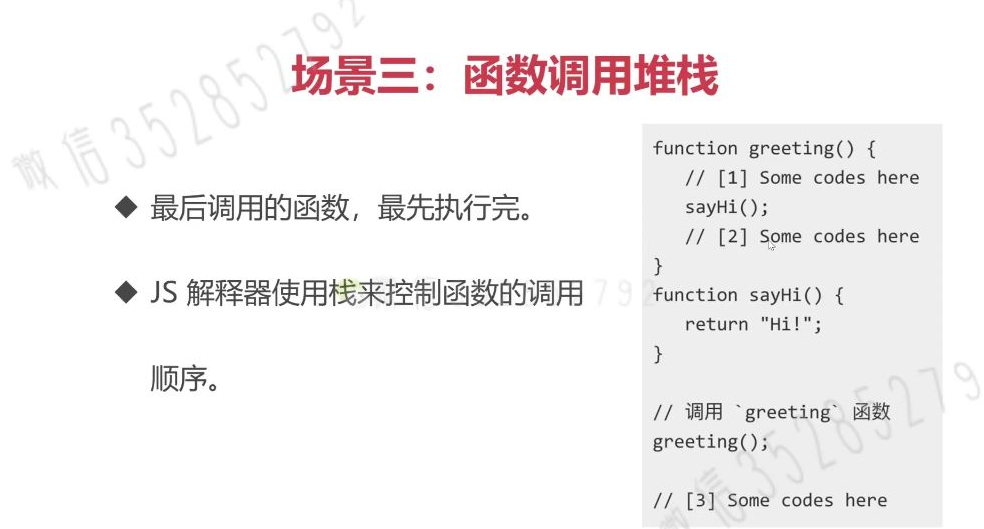 场景三：函数调用堆栈
微信352852792
◆ 最后调用的函数，最先执行完。
◆ JS 解释器使用栈来控制函数的调用
顺序。
function greeting() {
// [1] Some codes here
sayHi();
// [2] Some codes here
}
function sayHi() {
return "Hi!";
}
// 调用 `greeting` 函数
greeting();
// [3] Some codes here
微信35285279